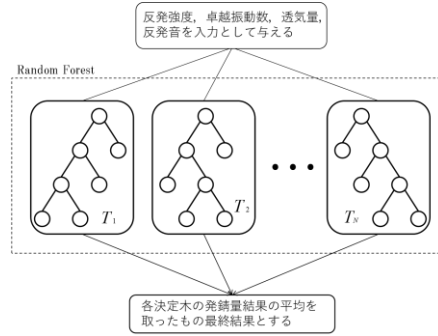 反発強度, 卓越振動数, 透気量,
反発音を入力として与える
Random Forest
T1
T2
TN
各決定木の発錆量結果の平均を
取ったもの最終結果とする